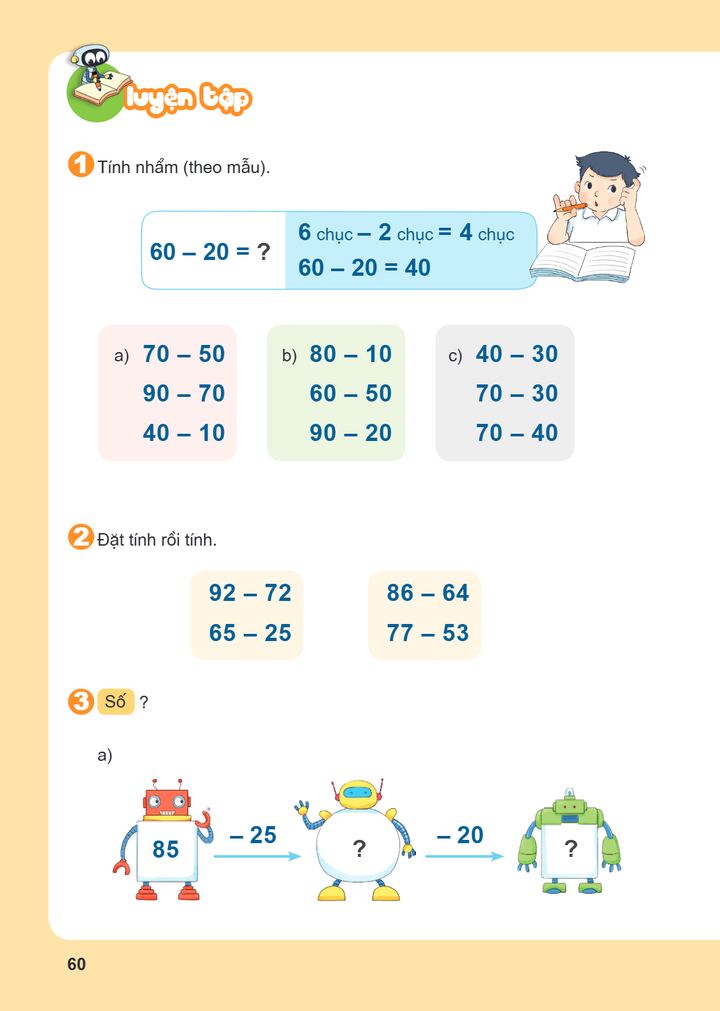 luyện tập
1 Tính nhẩm (theo mẫu).
60 – 20 = ?
6 chục – 2 chục = 4 chục
60 – 20 = 40
a) 70 – 50
90 – 70
40 – 10
b) 80 – 10
60 – 50
90 – 20
c) 40 – 30
70 – 30
70 – 40
2 Đặt tính rồi tính.
92 – 72
65 – 25
86 – 64
77 – 53
3 Số ?
a)
85 – 25 ? – 20 ?
60